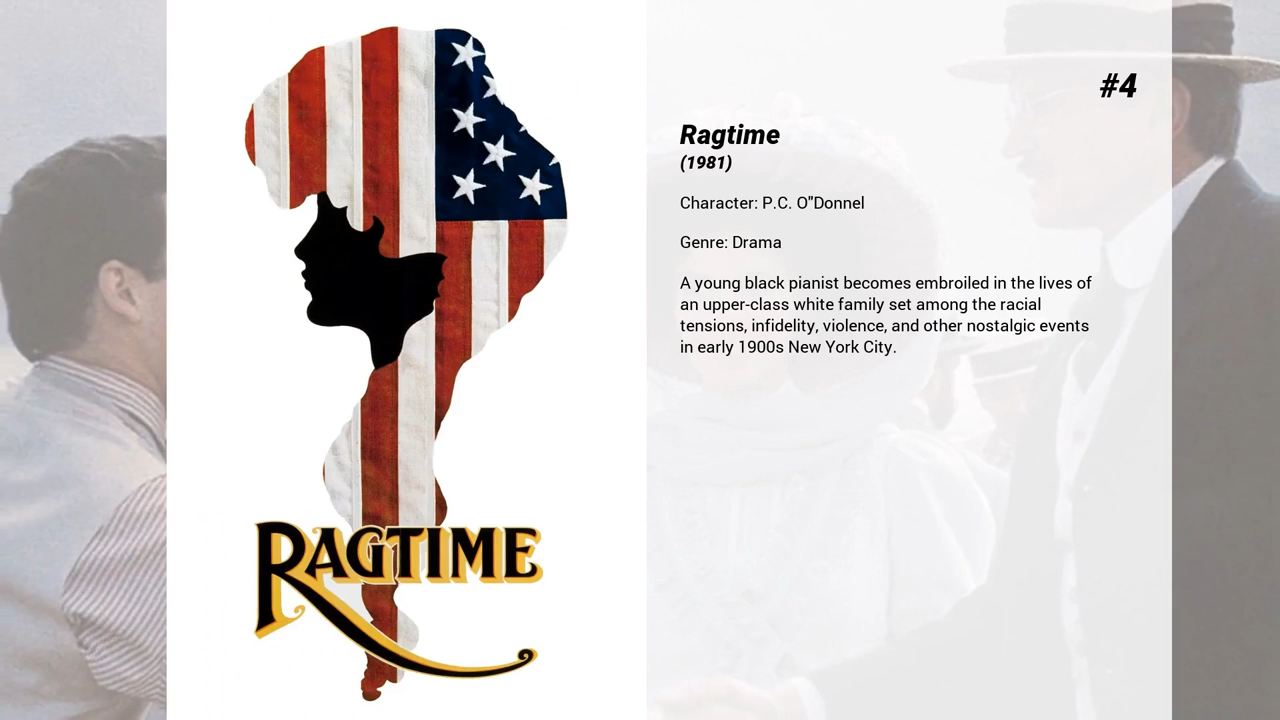 RAGTIME
#4
Ragtime
(1981)
Character: P.C. O"Donnel
Genre: Drama
A young black pianist becomes embroiled in the lives of
an upper-class white family set among the racial
tensions, infidelity, violence, and other nostalgic events
in early 1900s New York City.